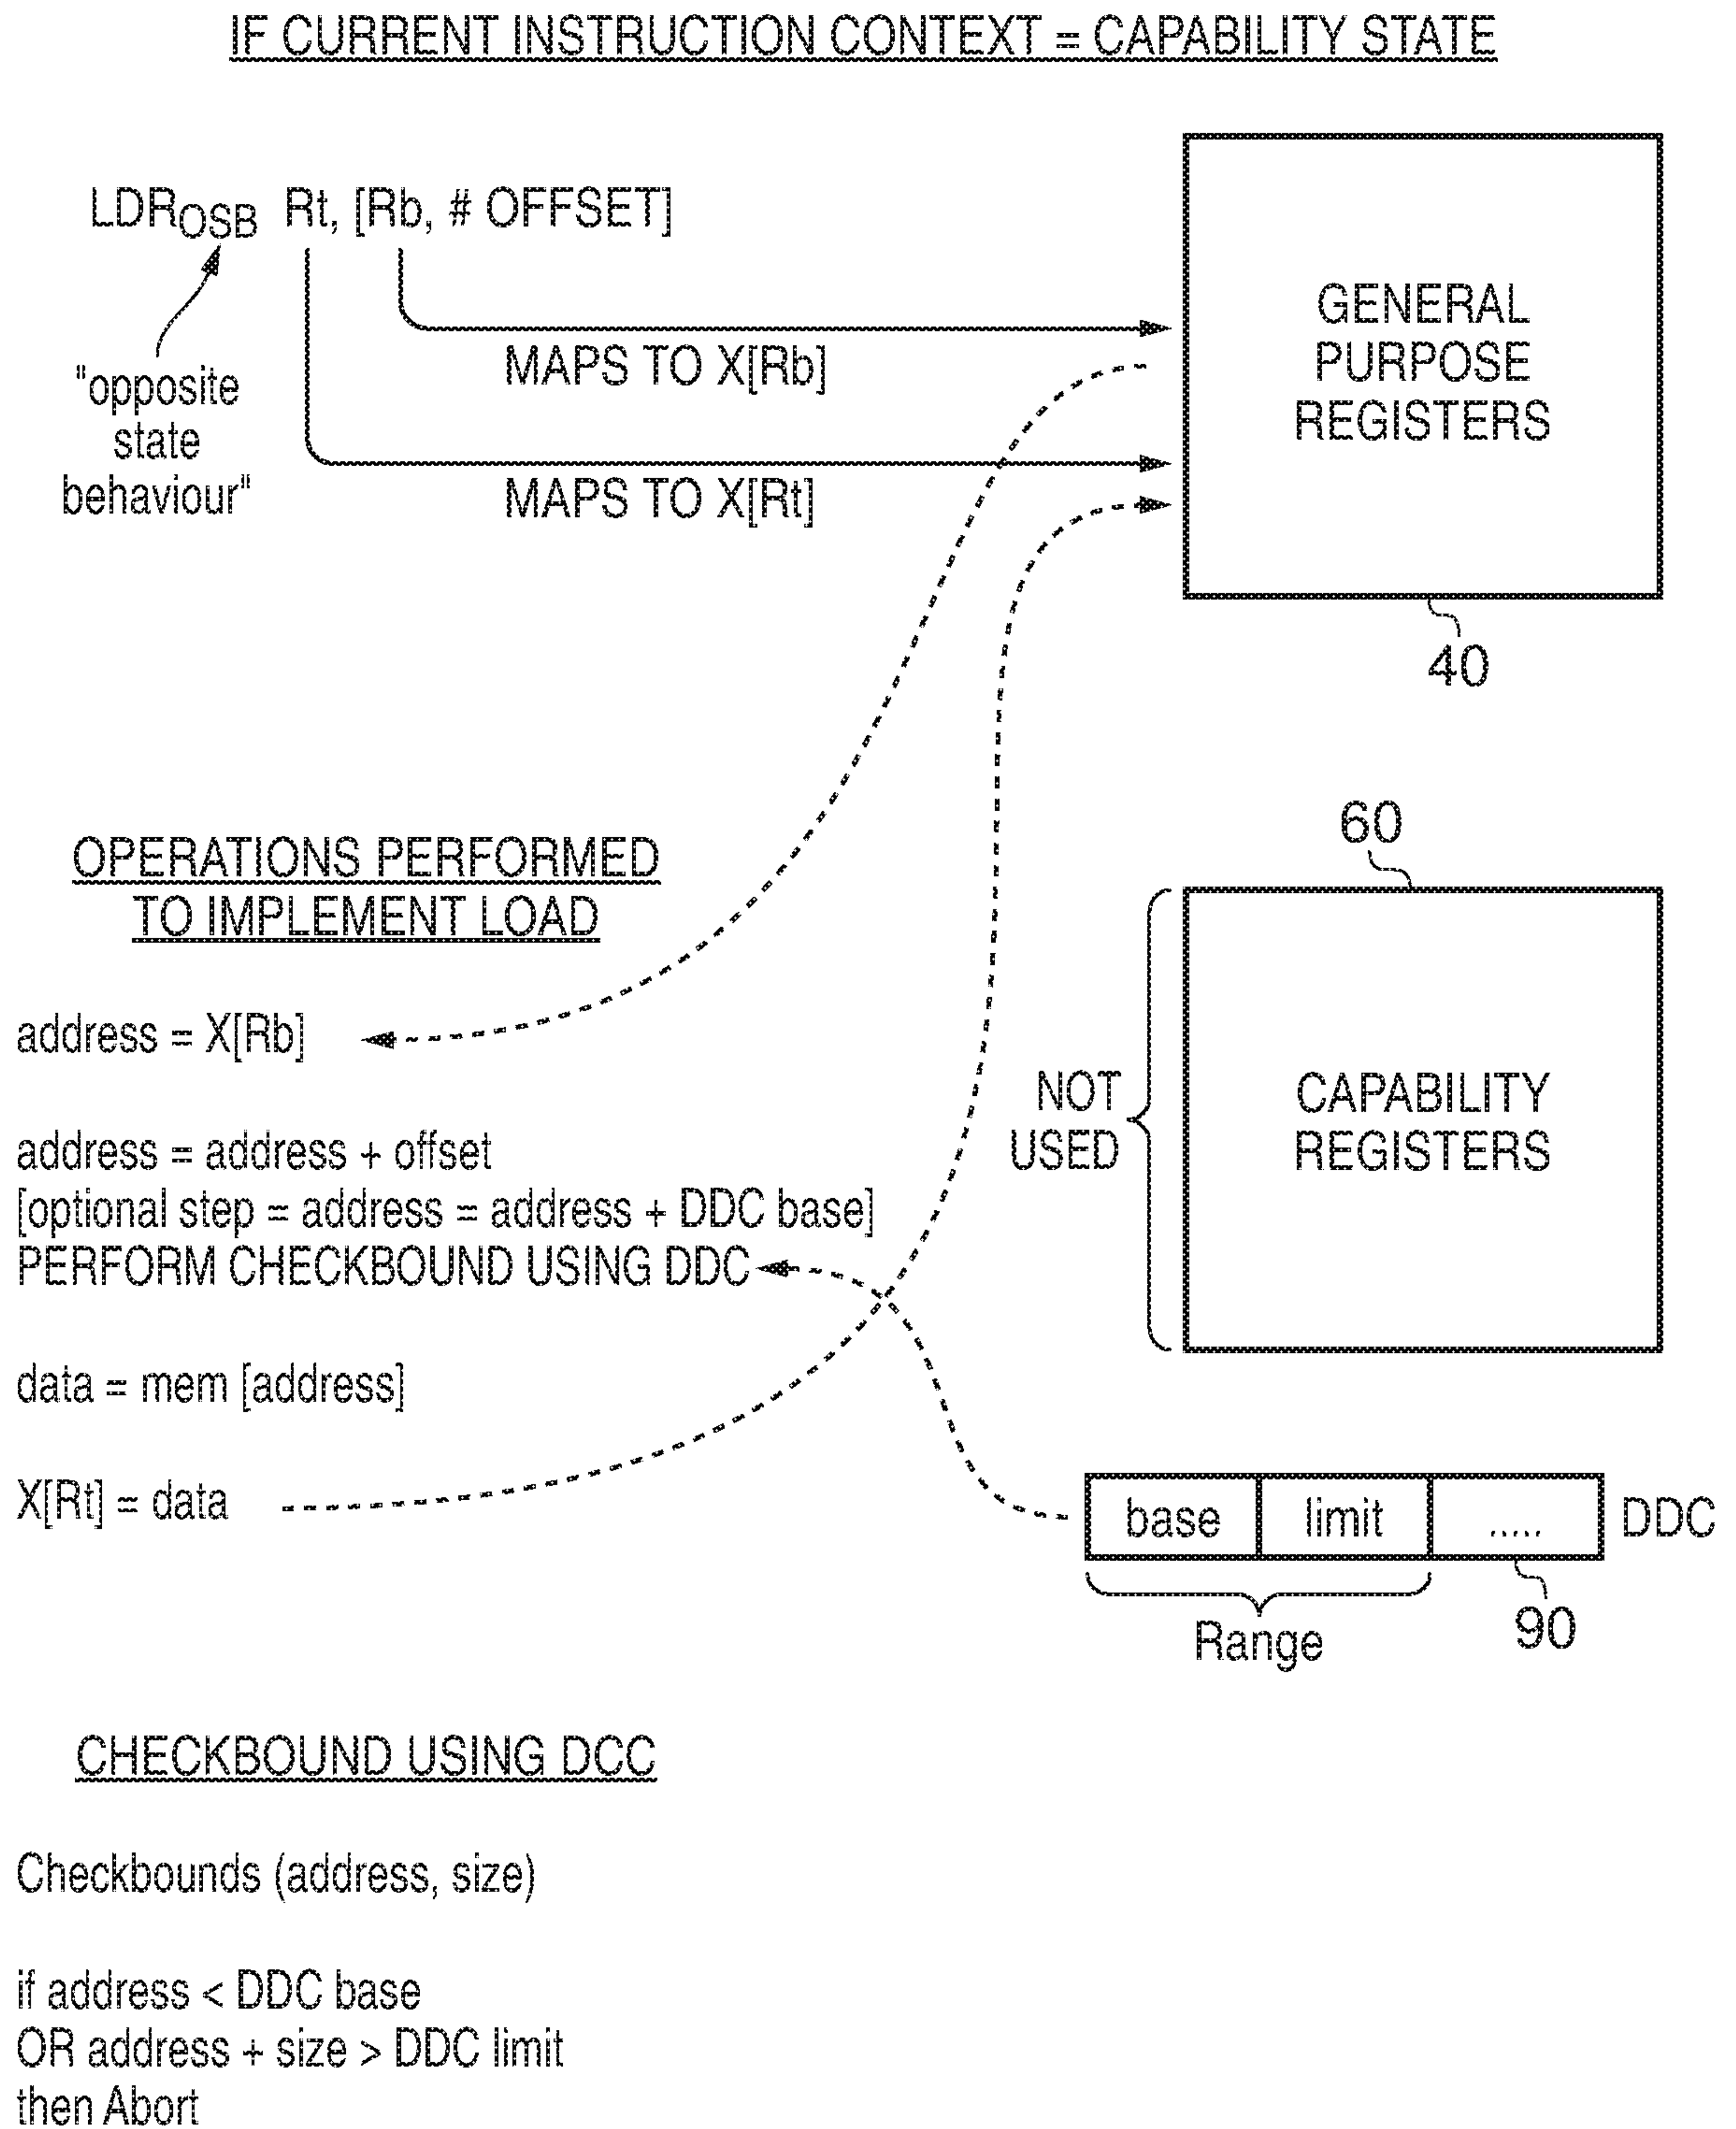 IF CURRENT INSTRUCTION CONTEXT = CAPABILITY STATE
LDROSB Rt, [Rb, # OFFSET]
"opposite
state
behaviour"
MAPS TO X[Rb]
MAPS TO X[Rt]
GENERAL
PURPOSE
REGISTERS
40
OPERATIONS PERFORMED
TO IMPLEMENT LOAD
address = X[Rb]
address = address + offset
[optional step = address = address + DDC base]
PERFORM CHECKBOUND USING DDC
data = mem [address]
X[Rt] = data
60
NOT
USED
CAPABILITY
REGISTERS
base
limit
.....
DDC
Range
90
CHECKBOUND USING DCC
Checkbounds (address, size)
if address < DDC base
OR address + size > DDC limit
then Abort